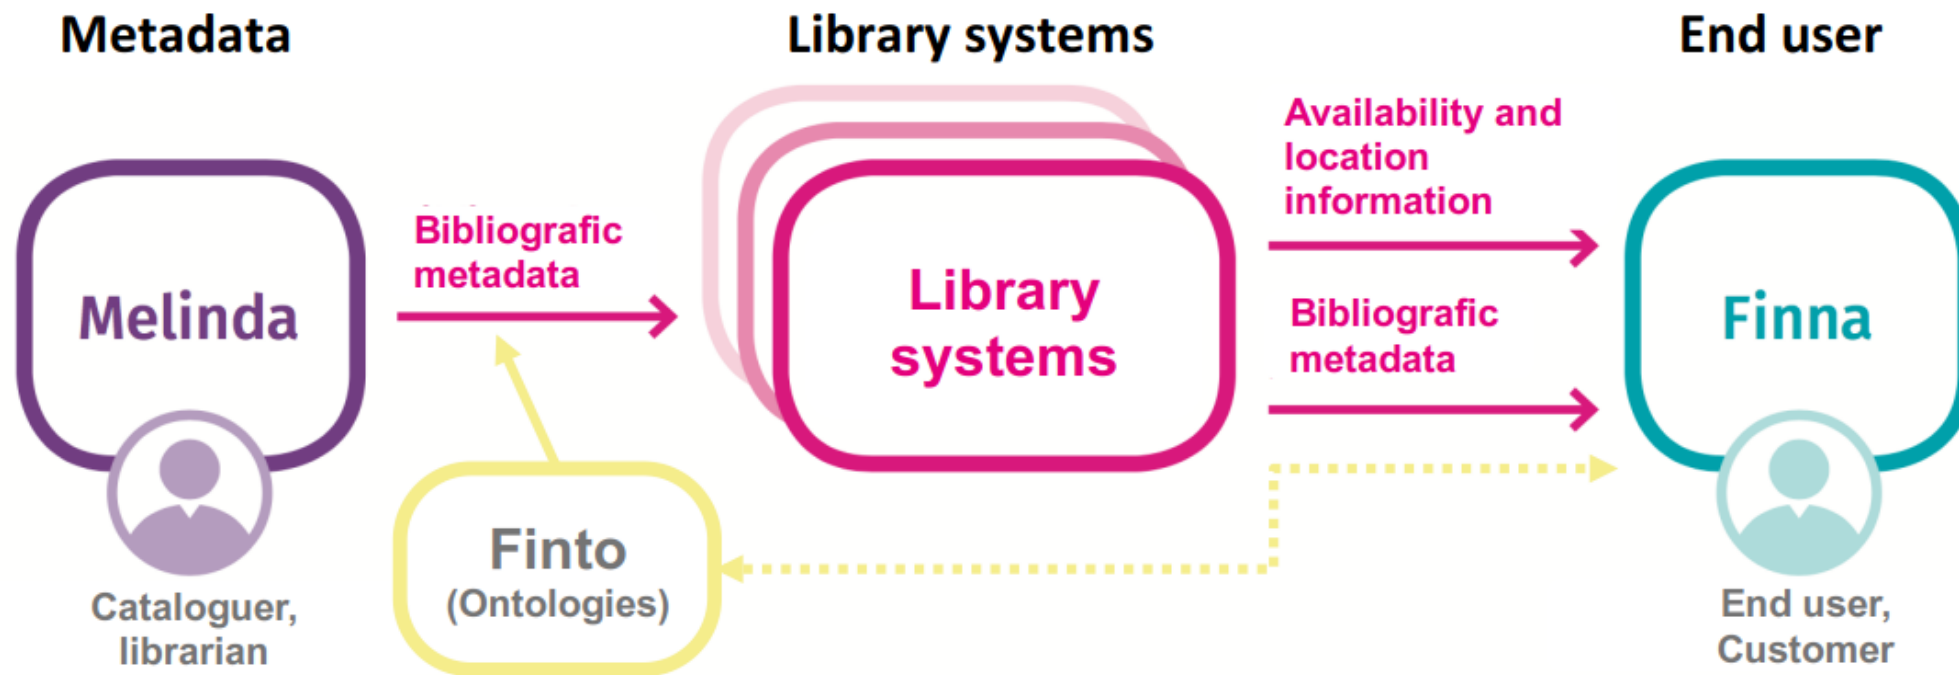 Metadata
Library systems
End user
Melinda
Cataloguer,
librarian
Bibliografic
metadata
Finto
(Ontologies)
Library
systems
Availability and
location
information
Bibliografic
metadata
Finna
End user,
Customer